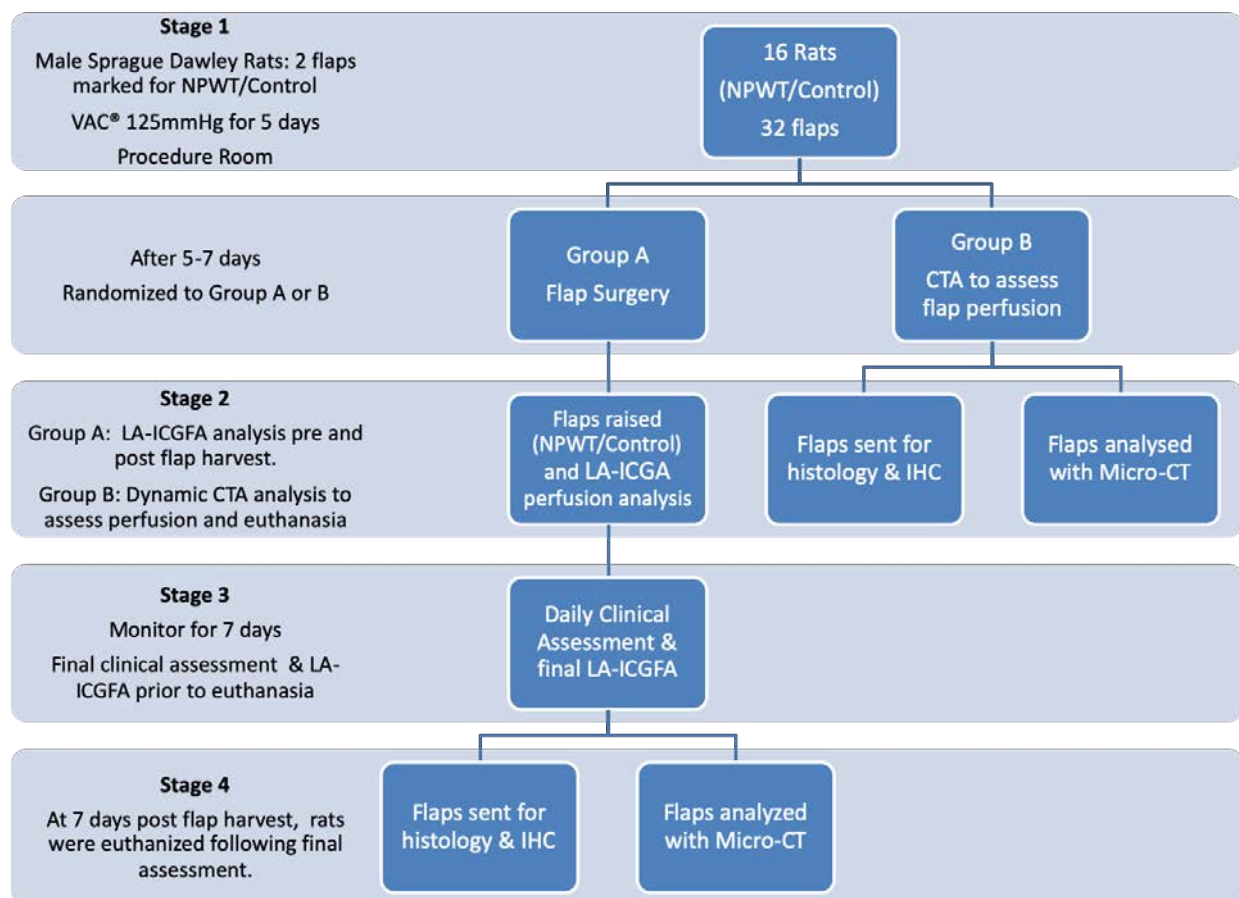 Stage 1
Male Sprague Dawley Rats: 2 flaps
marked for NPWT/Control
VAC® 125mmHg for 5 days
Procedure Room
16 Rats
(NPWT/Control)
32 flaps
After 5-7 days
Randomized to Group A or B
Group A
Flap Surgery
Group B
CTA to assess
flap perfusion
Stage 2
Group A: LA-ICGFA analysis pre and
post flap harvest.
Group B: Dynamic CTA analysis to
assess perfusion and euthanasia
Flaps raised
(NPWT/Control)
and LA-ICGA
perfusion analysis
Flaps sent for
histology & IHC
Flaps analysed
with Micro-CT
Stage 3
Monitor for 7 days
Final clinical assessment & LA-
ICGFA prior to euthanasia
Daily Clinical
Assessment &
final LA-ICGFA
Stage 4
At 7 days post flap harvest, rats
were euthanized following final
assessment.
Flaps sent for
histology & IHC
Flaps analyzed
with Micro-CT